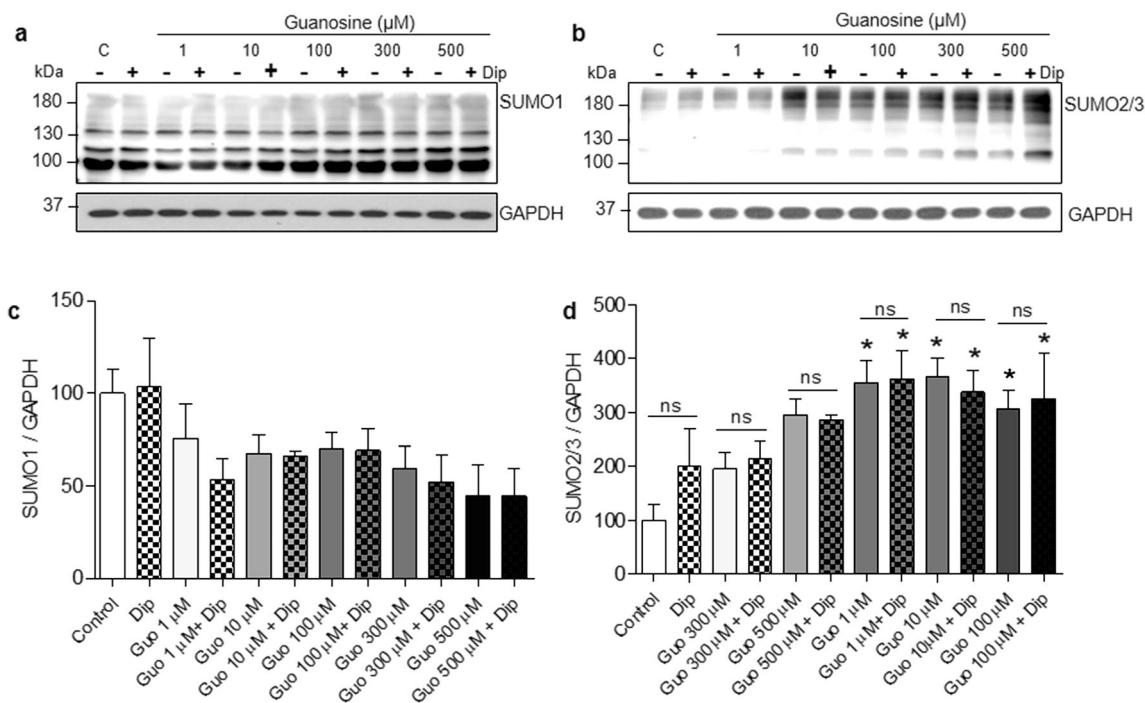 a
Guanosine (µM)
C 1 10 100 300 500
kDa - + - + - + - + - + - + Dip
180
130
100
SUMO1
37
GAPDH
b
Guanosine (µM)
C 1 10 100 300 500
kDa - + - + - + - + - + - + Dip
180
130
100
SUMO2/3
37
GAPDH
c
SUMO1 / GAPDH
150
100
50
0
Control
Dip
Guo 1 µM
Guo 1 µM+ Dip
Guo 10 µM
Guo 10 µM + Dip
Guo 100 µM
Guo 100 µM+ Dip
Guo 300 µM
Guo 300 µM + Dip
Guo 500 µM
Guo 500 µM + Dip
d
SUMO2/3 / GAPDH
500
400
300
200
100
0
ns
ns
ns
ns
ns
ns
* * * * * *
Control
Dip
Guo 300 µM
Guo 300 µM + Dip
Guo 500 µM
Guo 500 µM + Dip
Guo 1 µM
Guo 1 µM+ Dip
Guo 10 µM
Guo 10µM + Dip
Guo 100 µM
Guo 100 µM + Dip